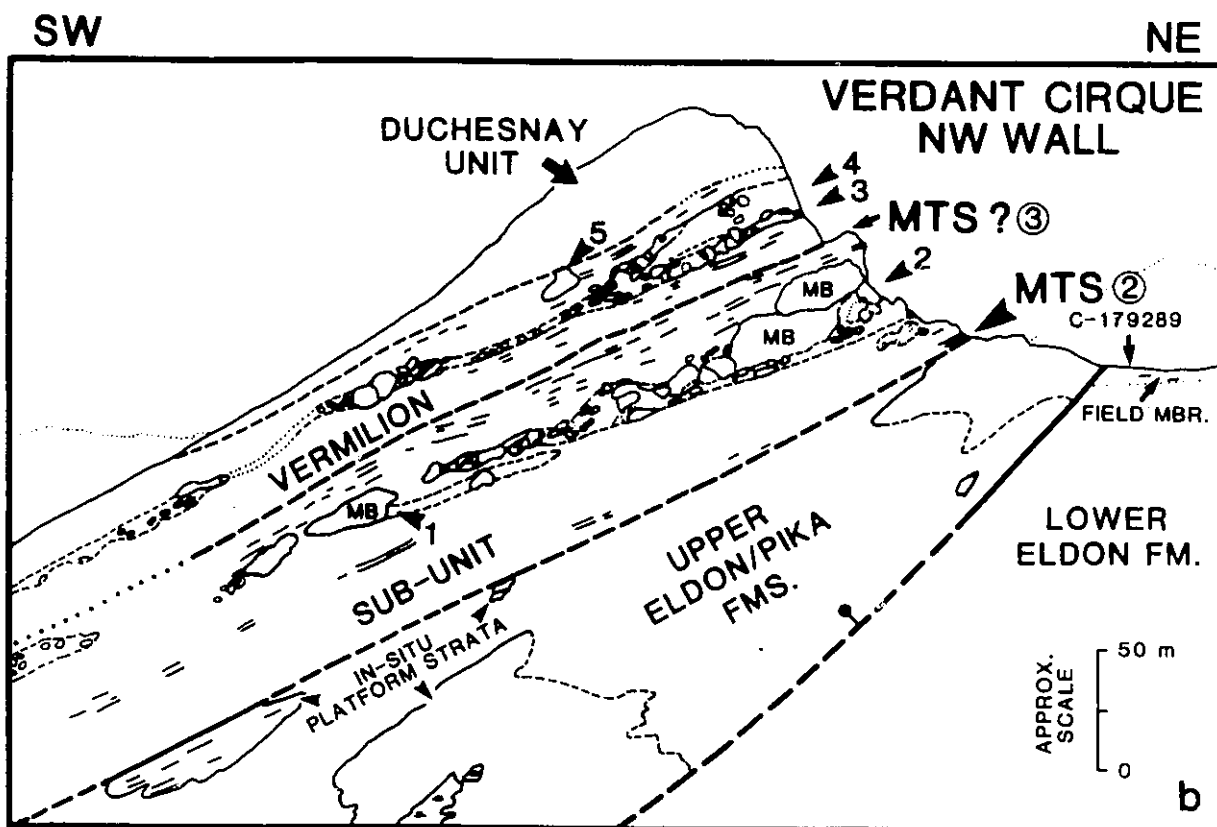 SW
NE
VERDANT CIRQUE
NW WALL
DUCHESNAY
UNIT
4
3
MTS ? ③
5
2
MTS ②
C-179289
MB
MB
FIELD MBR.
VERMILION
MB
1
SUB-UNIT
UPPER
ELDON/PIKA
FMS.
LOWER
ELDON FM.
IN-SITU
PLATFORM STRATA
APPROX.
SCALE
50 m
0
b